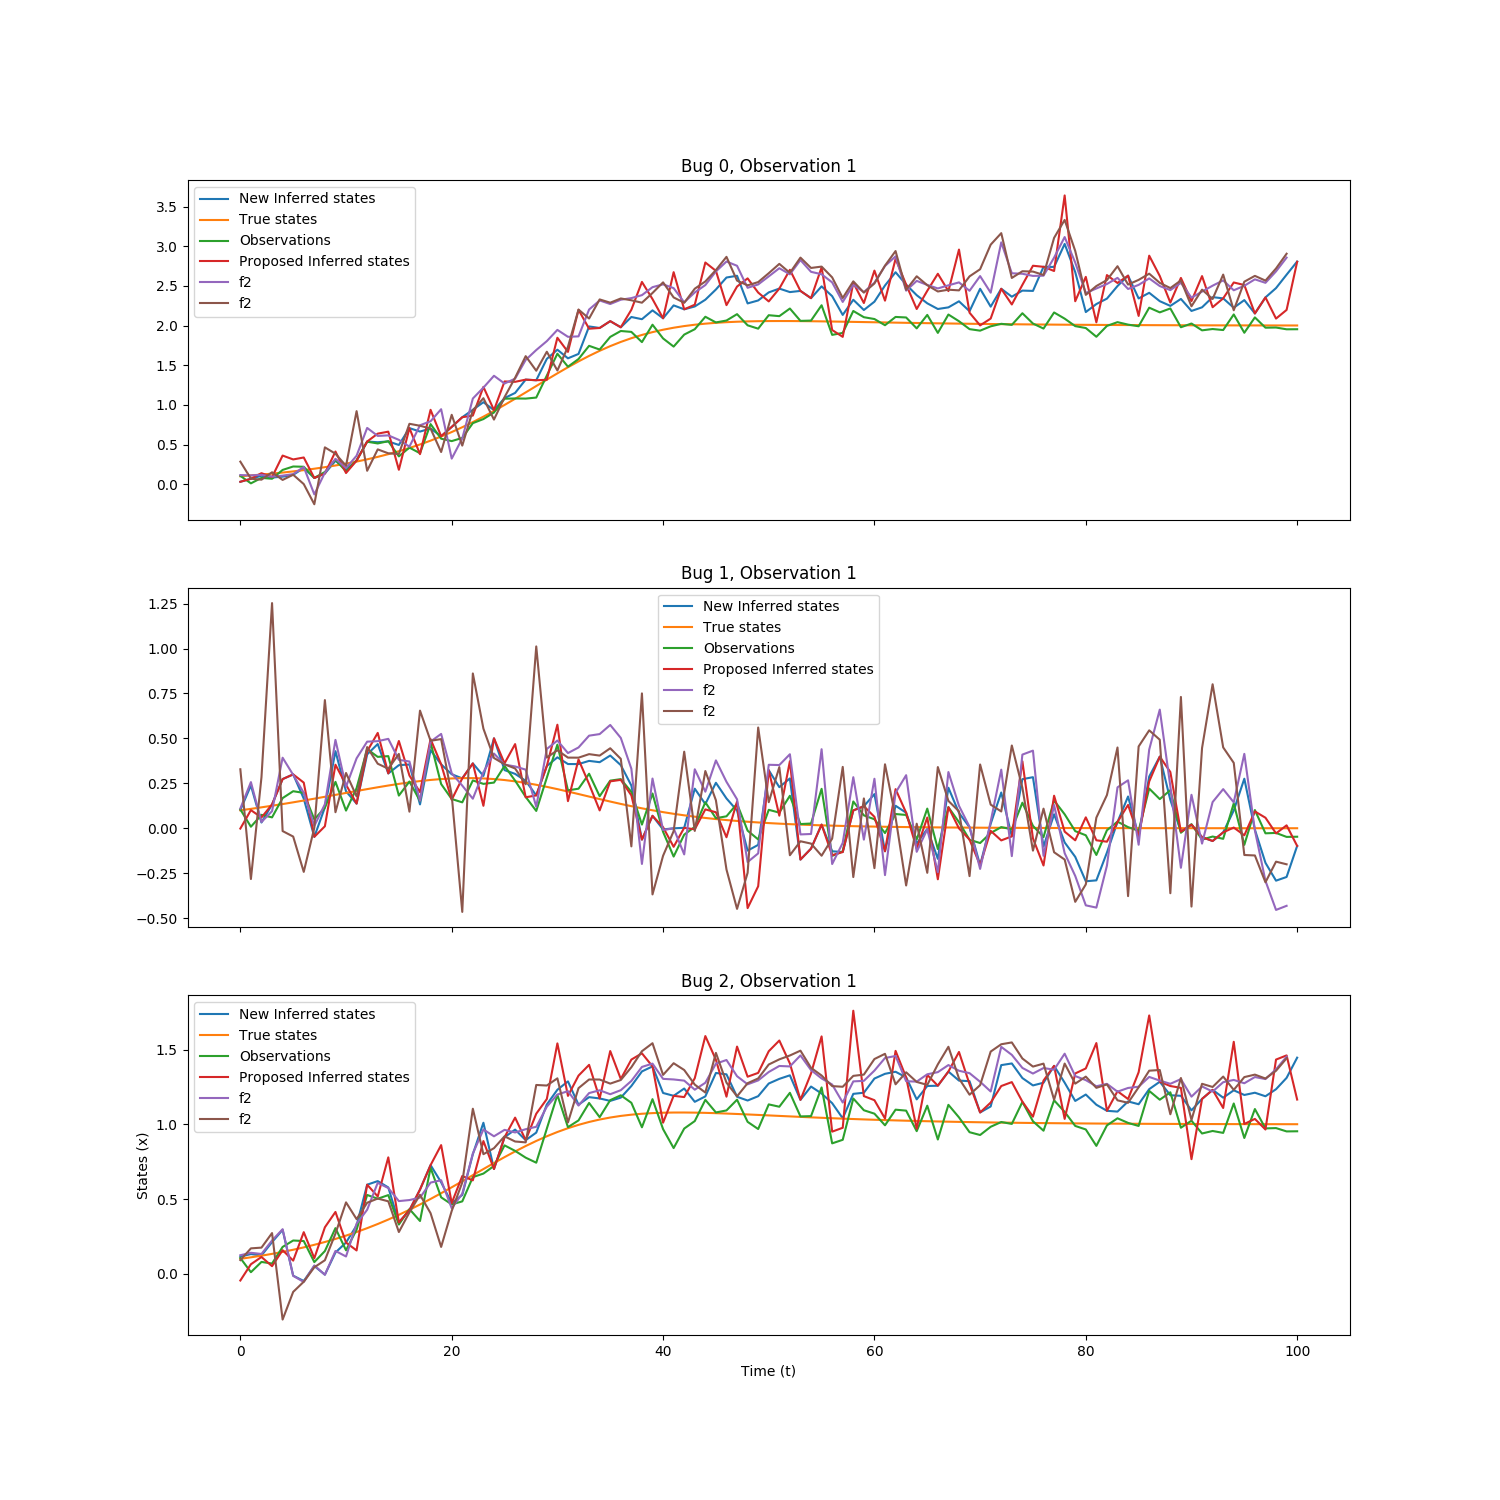 Bug 0, Observation 1
New Inferred states
True states
Observations
Proposed Inferred states
f2
f2
3.5
3.0
2.5
2.0
1.5
1.0
0.5
0.0
Bug 1, Observation 1
New Inferred states
True states
Observations
Proposed Inferred states
f2
f2
1.25
1.00
0.75
0.50
0.25
0.00
−0.25
−0.50
Bug 2, Observation 1
New Inferred states
True states
Observations
Proposed Inferred states
f2
f2
1.5
1.0
0.5
0.0
States (x)
0 20 40 60 80 100
Time (t)